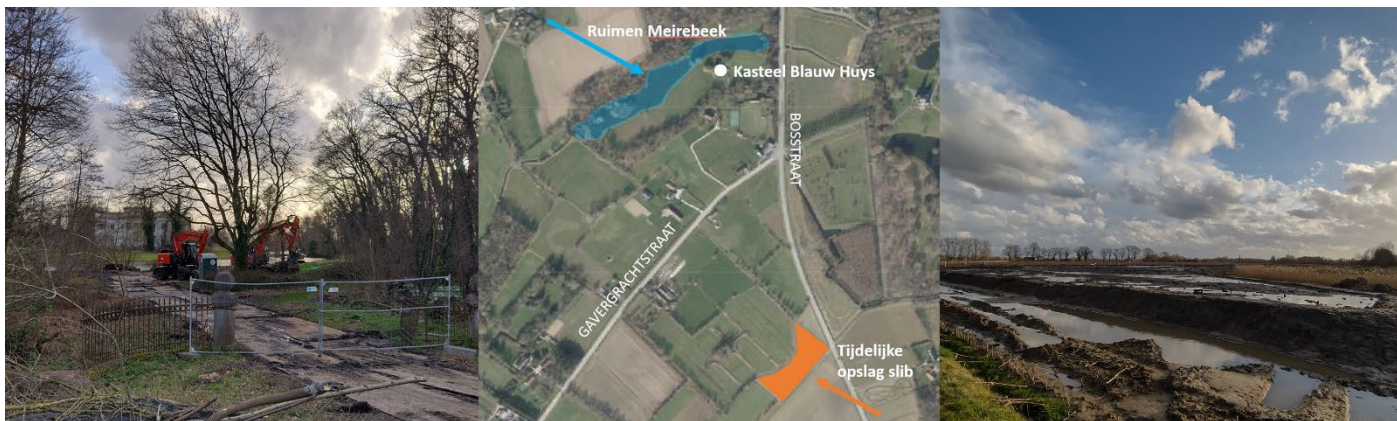 Ruimen Meirebeek
Kasteel Blauw Huys
BOSSTRAAT
GAVERGRACHTSTRAAT
Tijdelijke
opslag slib